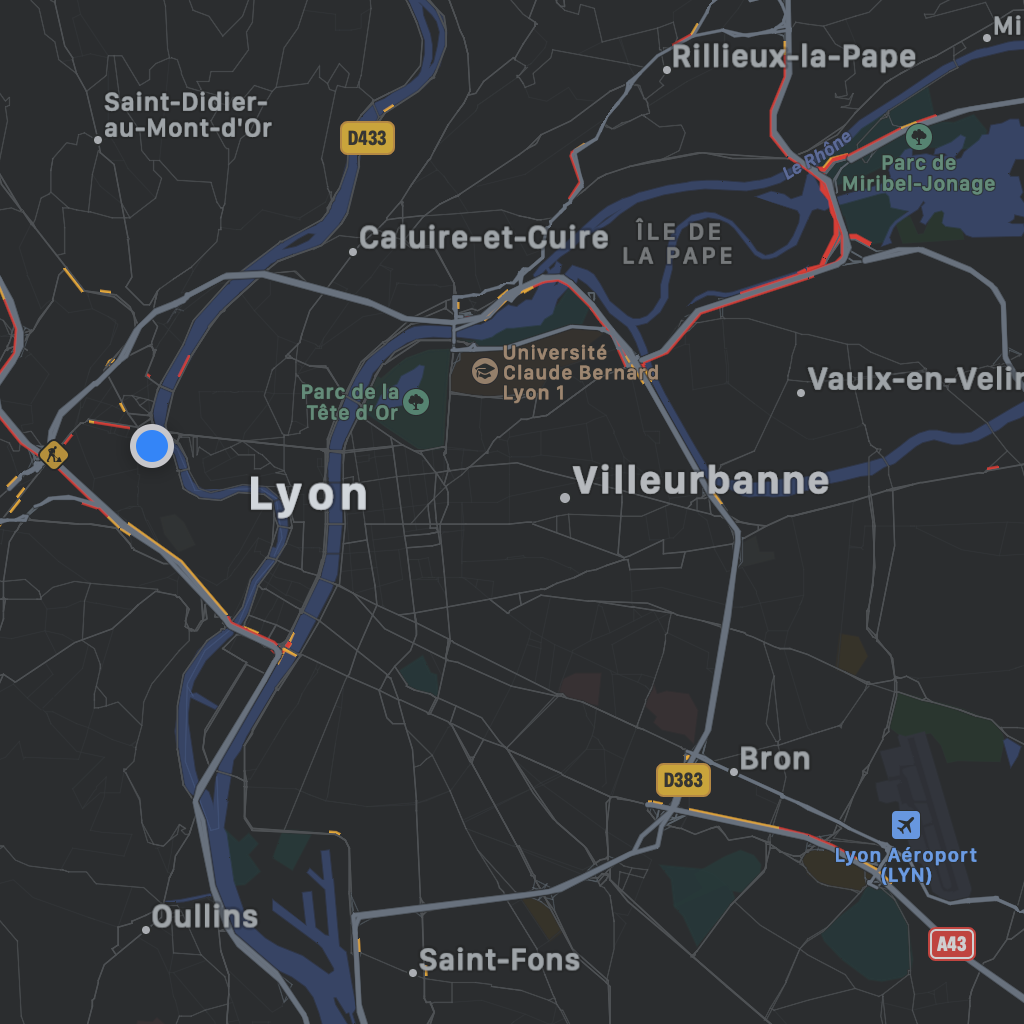 Mi
Rillieux-la-Pape
Saint-Didier-
au-Mont-d'Or
D433
Le Rhône
Parc de
Miribel-Jonage
Caluire-et-Cuire
ÎLE DE
LA PAPE
Université
Claude Bernard
Lyon 1
Parc de la
Tête d’Or
Vaulx-en-Velin
Lyon
Villeurbanne
Bron
D383
Lyon Aéroport
(LYN)
Oullins
A43
Saint-Fons